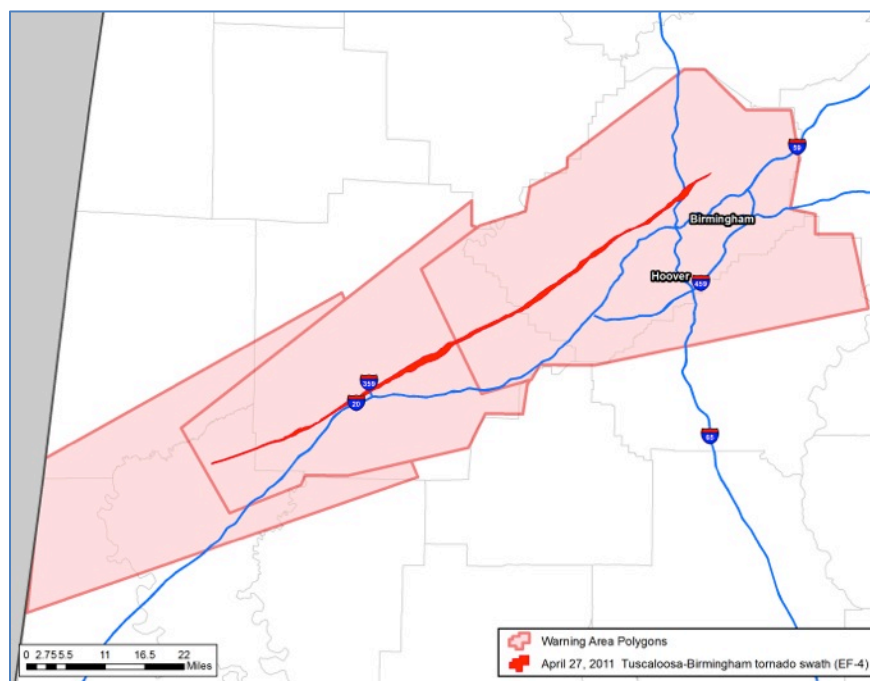 59
Birmingham
Hoover
459
359
20
65
0 2.75 5.5 11 16.5 22
Miles
Warning Area Polygons
April 27, 2011 Tuscaloosa-Birmingham tornado swath (EF-4)